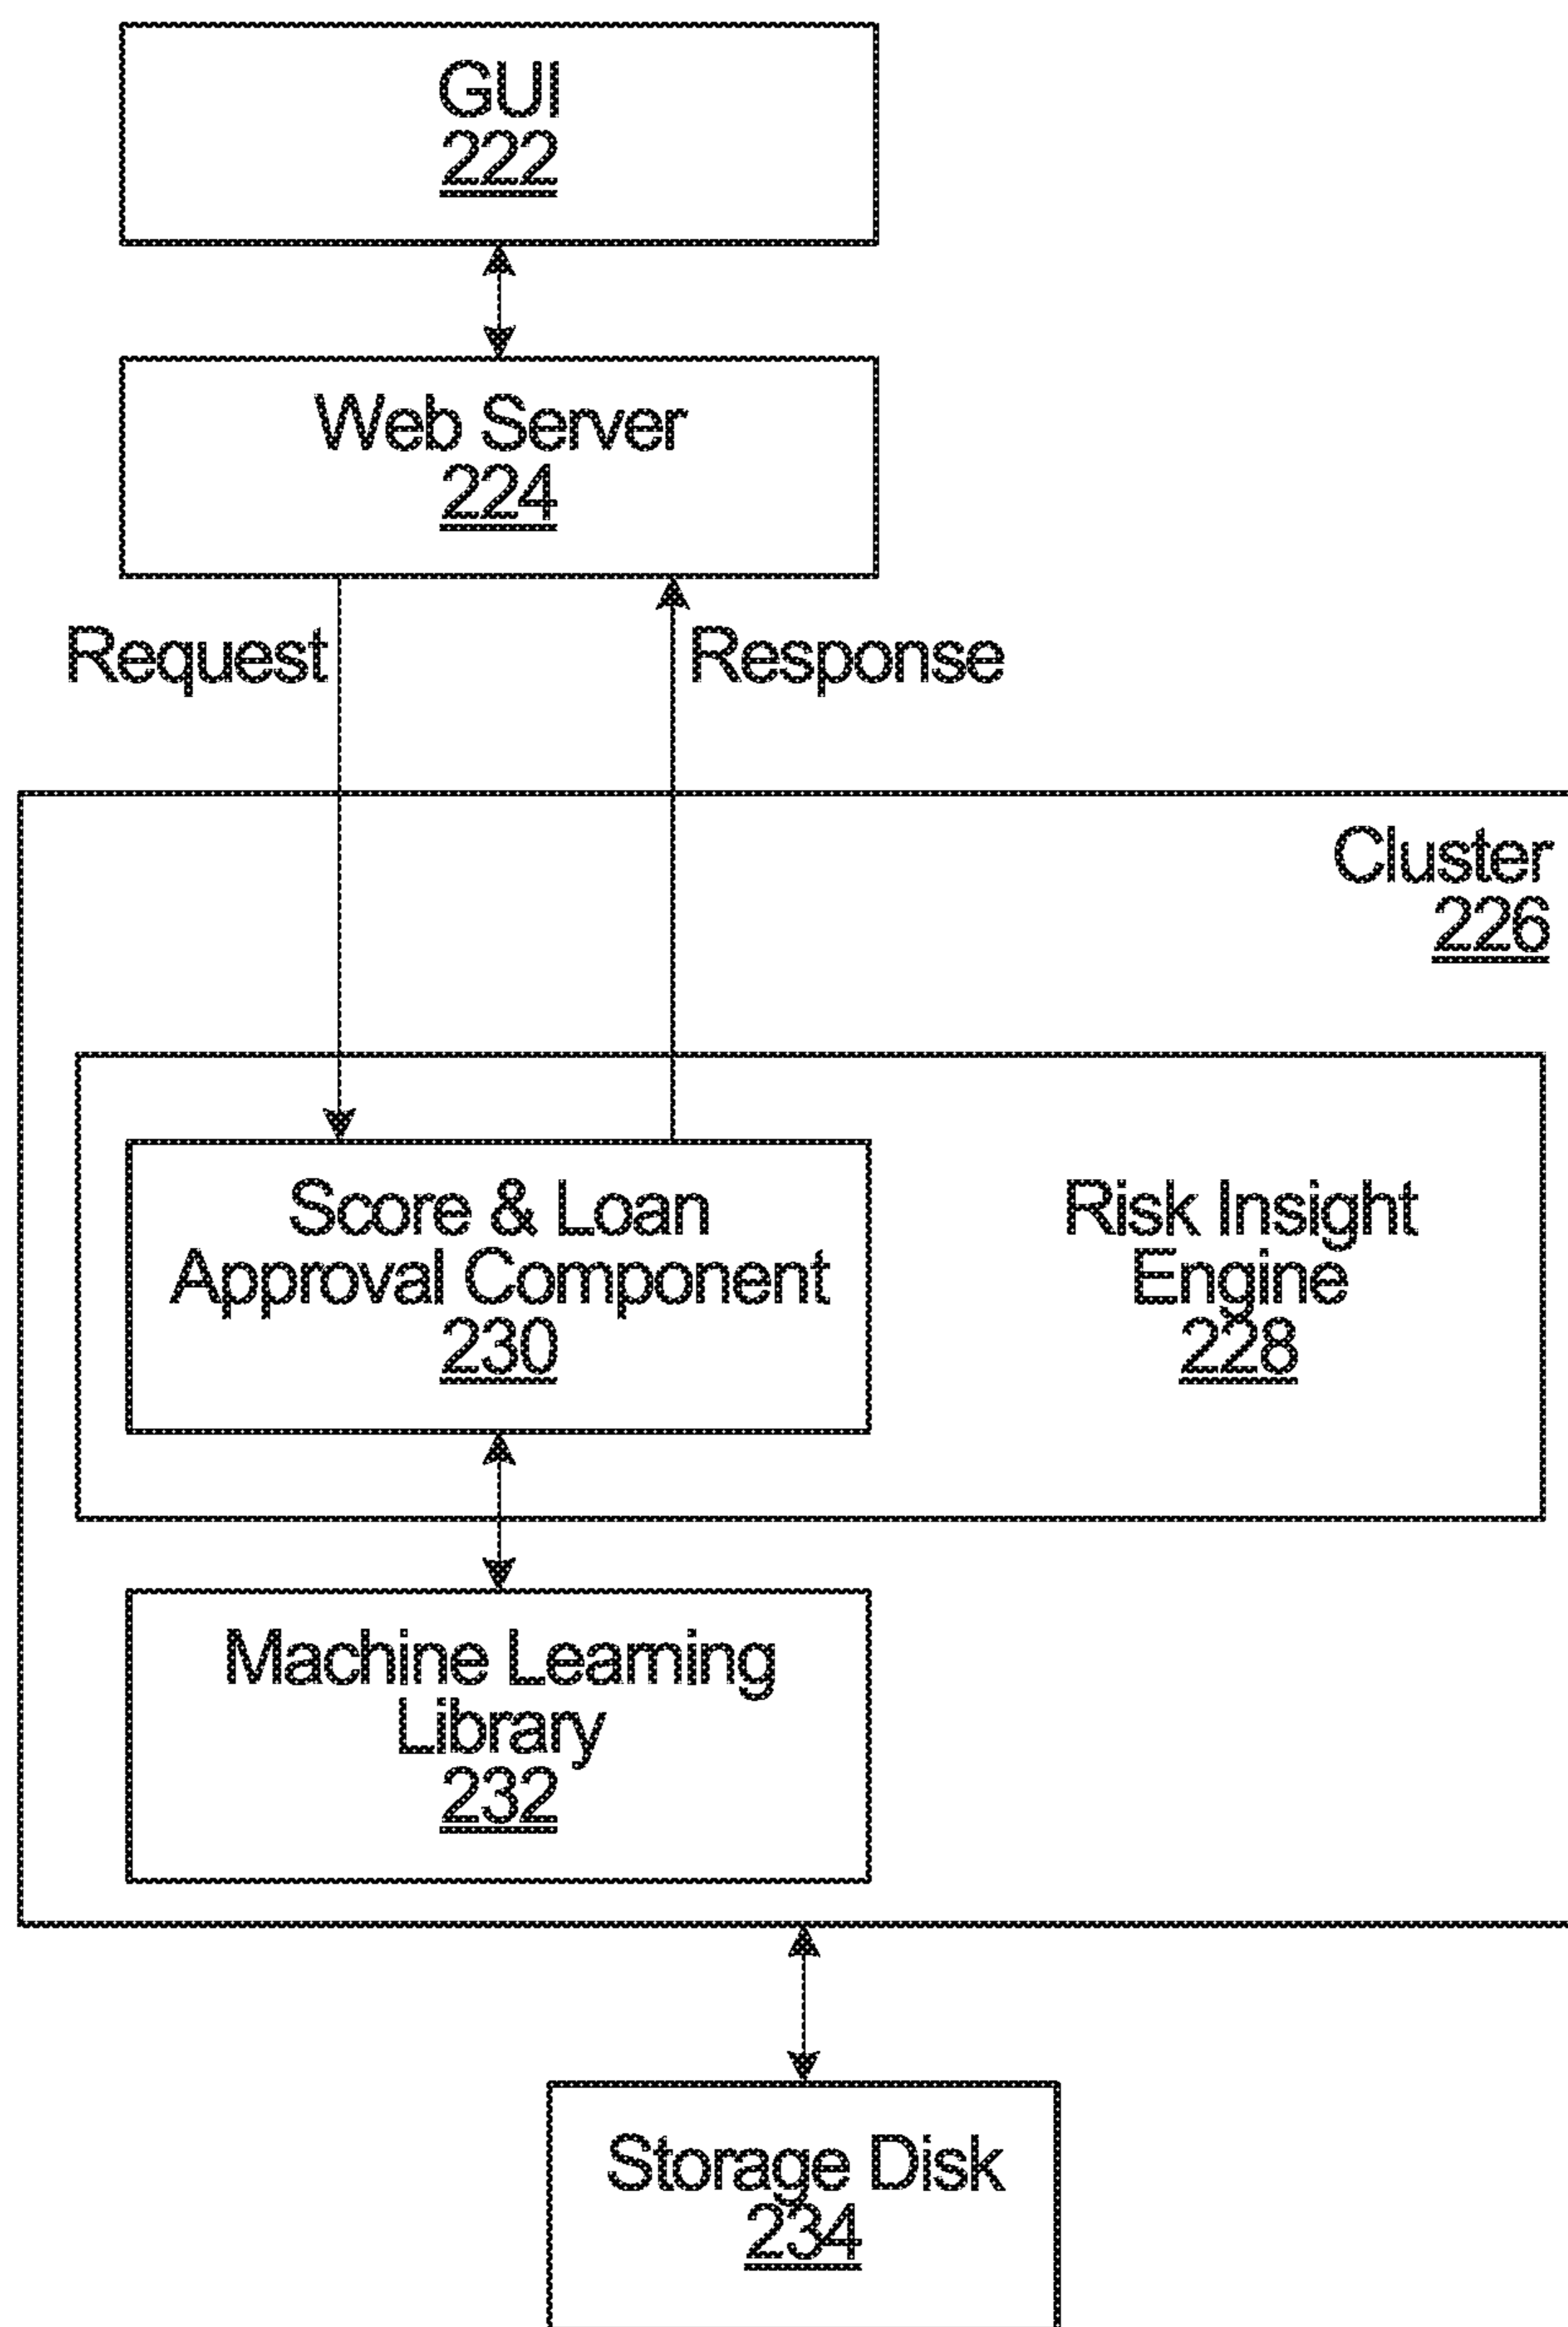 GUI
222
Web Server
224
Request
Response
Cluster
226
Score & Loan
Approval Component
230
Risk Insight
Engine
228
Machine Learning
Library
232
Storage Disk
234